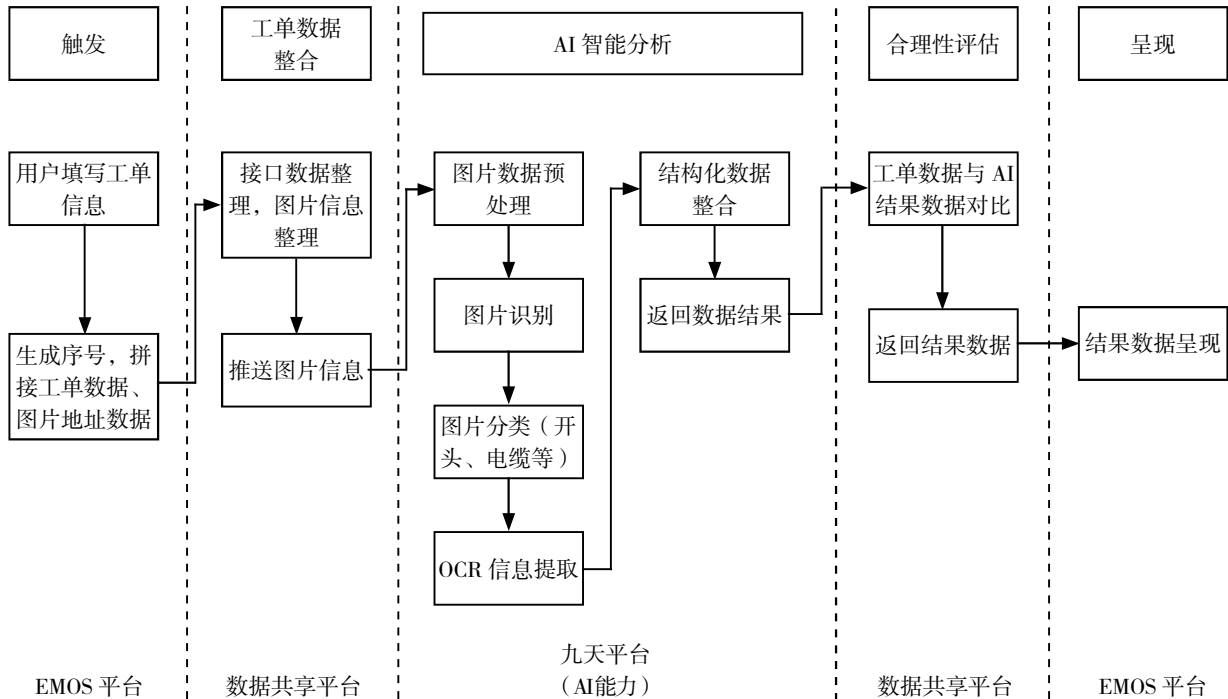 触发
工单数据
整合
AI 智能分析
合理性评估
呈现
用户填写工单
信息
生成序号，拼
接工单数据、
图片地址数据
接口数据整
理，图片信息
整理
推送图片信息
图片数据预
处理
图片识别
图片分类（开
头、电缆等）
OCR 信息提取
结构化数据
整合
返回数据结果
工单数据与 AI
结果数据对比
返回结果数据
结果数据呈现
EMOS 平台
数据共享平台
九天平台
（AI能力）
数据共享平台
EMOS 平台